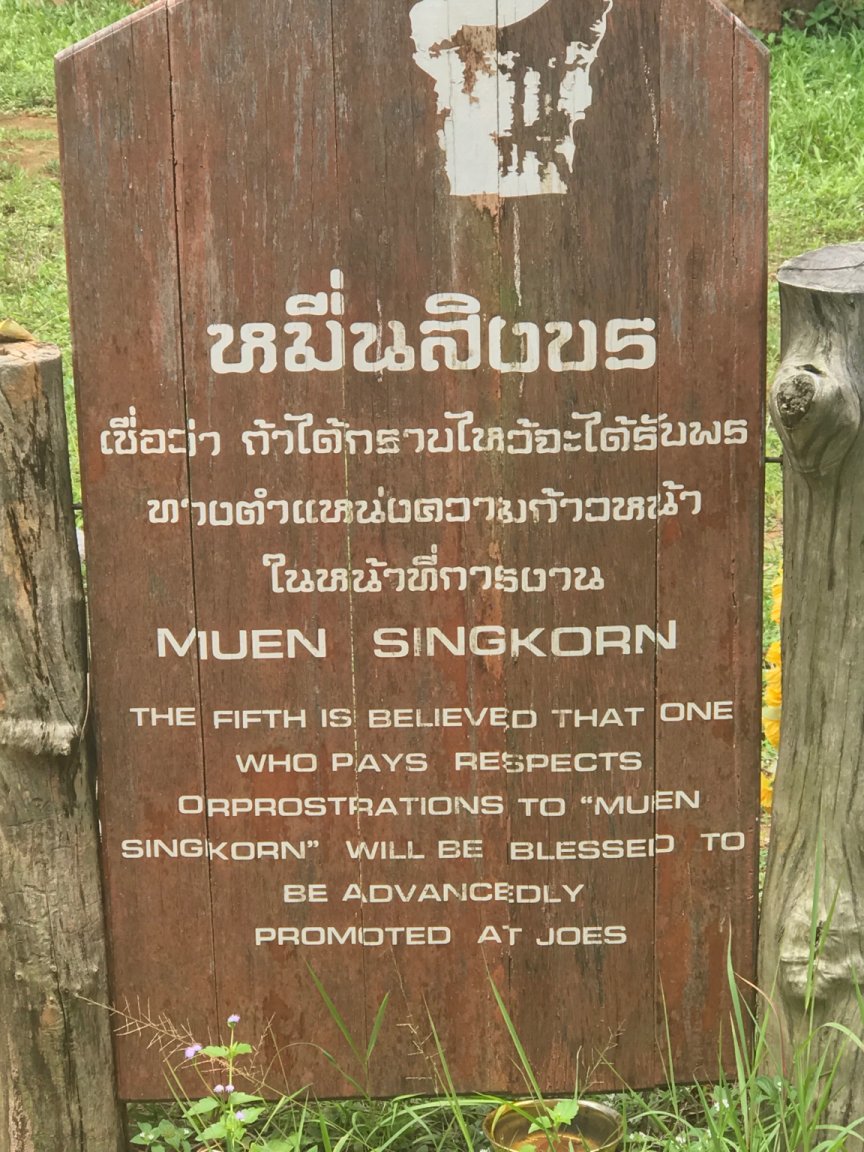 หมื่นสิงขร
เชื่อว่า ถ้าได้กราบไหว้จะได้รับพร
ทางตำแหน่งความก้าวหน้า
ในหน้าที่การงาน
MUEN SINGKORN
THE FIFTH IS BELIEVED THAT ONE
WHO PAYS RESPECTS
ORPROSTRATIONS TO “MUEN
SINGKORN” WILL BE BLESSED TO
BE ADVANCEDLY
PROMOTED AT JOES